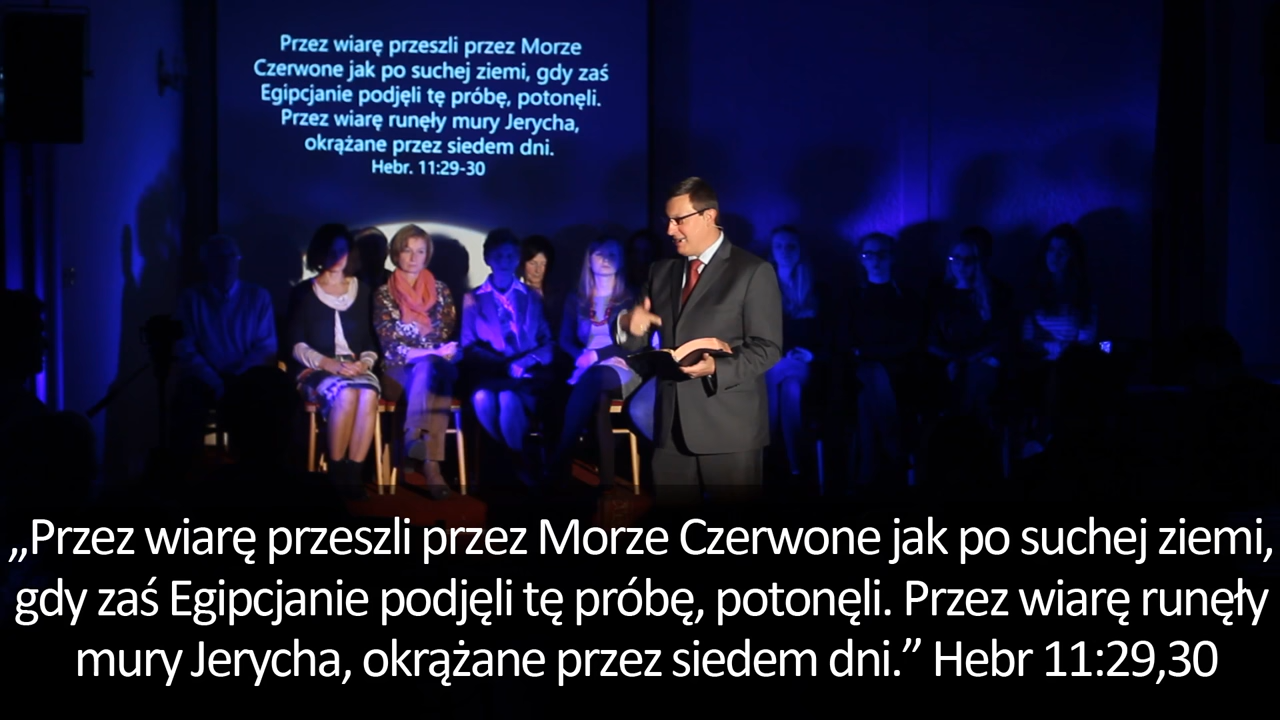 Przez wiarę przeszli przez Morze
Czerwone jak po suchej ziemi, gdy zaś
Egipcjanie podjęli tę próbę, potonęli.
Przez wiarę runęły mury Jerycha,
okrążane przez siedem dni.
Hebr. 11:29-30
„Przez wiarę przeszli przez Morze Czerwone jak po suchej ziemi,
gdy zaś Egipcjanie podjęli tę próbę, potonęli. Przez wiarę runęły
mury Jerycha, okrążane przez siedem dni.” Hebr 11:29,30